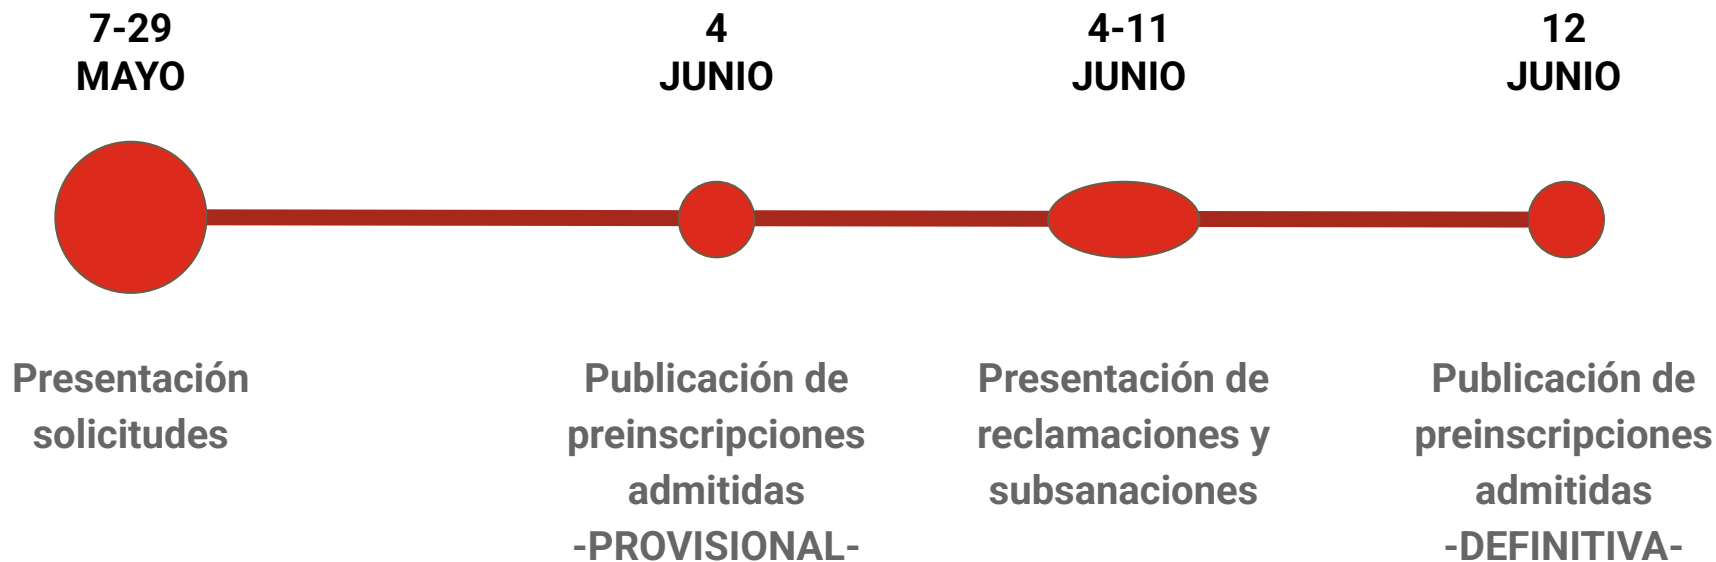 7-29
MAYO
4
JUNIO
4-11
JUNIO
12
JUNIO
Presentación
solicitudes
Publicación de
preinscripciones
admitidas
-PROVISIONAL-
Presentación de
reclamaciones y
subsanaciones
Publicación de
preinscripciones
admitidas
-DEFINITIVA-